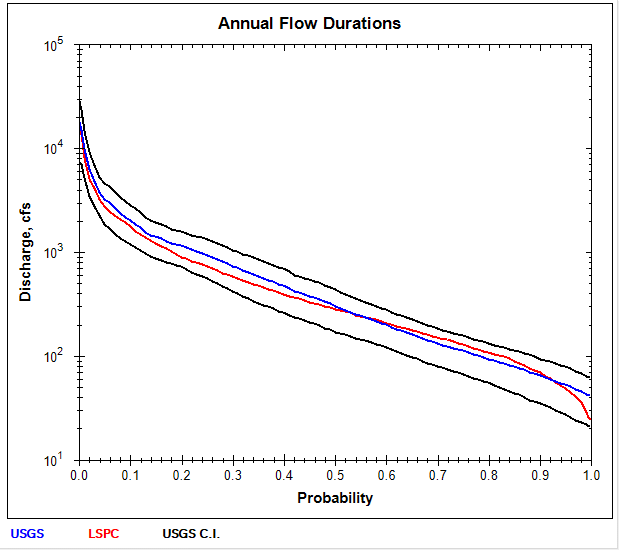 Annual Flow Durations
10^5
10^4
10^3
10^2
10^1
Discharge, cfs
0.0 0.1 0.2 0.3 0.4 0.5 0.6 0.7 0.8 0.9 1.0
Probability
USGS LSPC USGS C.I.